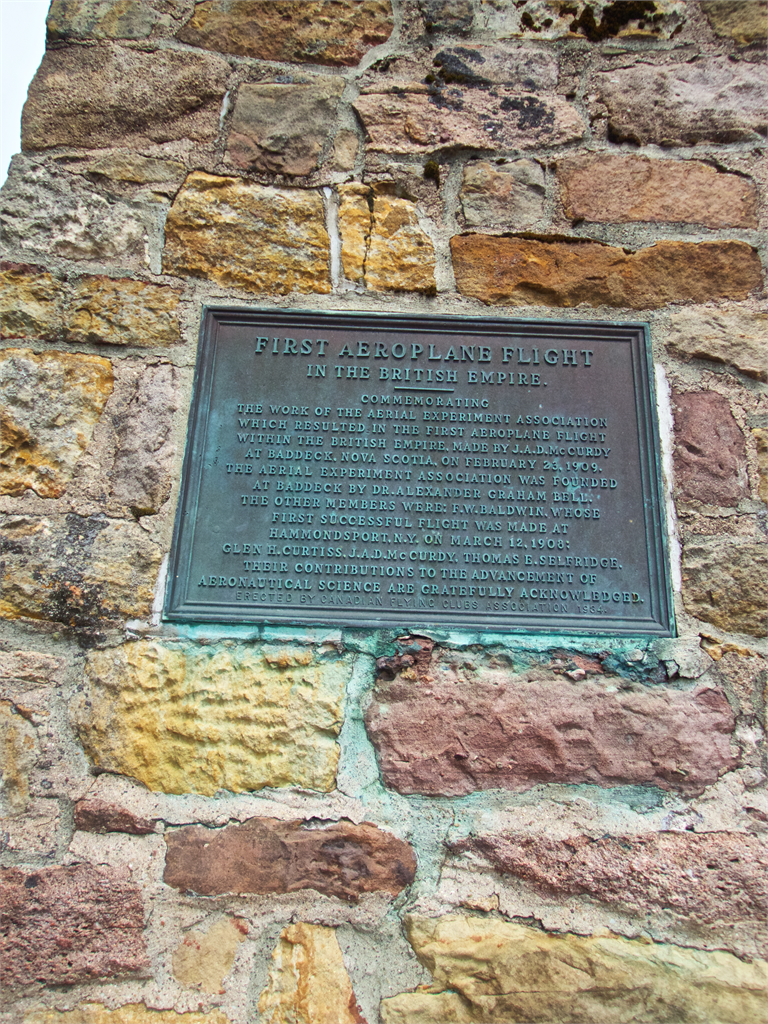 FIRST AEROPLANE FLIGHT
IN THE BRITISH EMPIRE.
COMMEMORATING
THE WORK OF THE AERIAL EXPERIMENT ASSOCIATION
WHICH RESULTED IN THE FIRST AEROPLANE FLIGHT
WITHIN THE BRITISH EMPIRE, MADE BY J.A.D. McCURDY
AT BADDECK, NOVA SCOTIA, ON FEBRUARY 23, 1909.
THE AERIAL EXPERIMENT ASSOCIATION WAS FOUNDED
AT BADDECK BY DR. ALEXANDER GRAHAM BELL.
THE OTHER MEMBERS WERE: F.W. BALDWIN, WHOSE
FIRST SUCCESSFUL FLIGHT WAS MADE AT
HAMMONDSPORT, N.Y. ON MARCH 12, 1908;
GLEN H. CURTISS, J.A.D. McCURDY, THOMAS E. SELFRIDGE.
THEIR CONTRIBUTIONS TO THE ADVANCEMENT OF
AERONAUTICAL SCIENCE ARE GRATEFULLY ACKNOWLEDGED.
ERECTED BY CANADIAN FLYING CLUBS ASSOCIATION 1934.